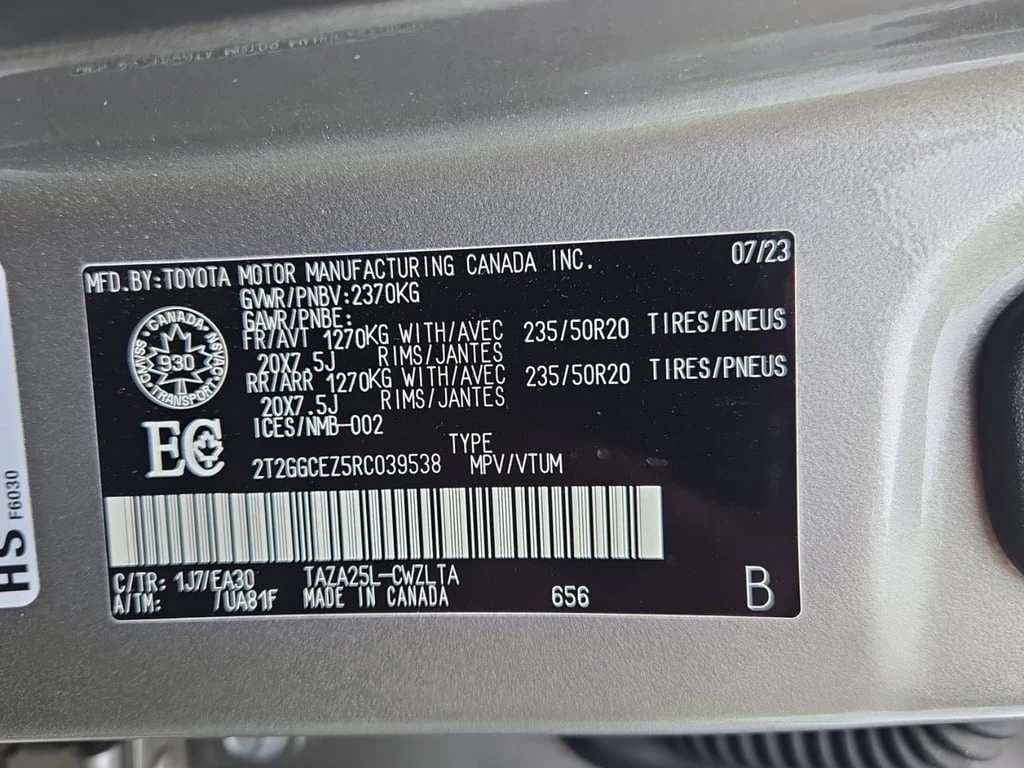 MFD.BY:TOYOTA MOTOR MANUFACTURING CANADA INC. 07/23
GVWR/PNBV:2370KG
GAWR/PNBE:
FR/AVT 1270KG WITH/AVEC 235/50R20 TIRES/PNEUS
20X7.5J RIMS/JANTES
RR/ARR 1270KG WITH/AVEC 235/50R20 TIRES/PNEUS
20X7.5J RIMS/JANTES
ICES/NMB-002
CANADA
930
TRANSPORT
NSVAC
CMVSS
EC
TYPE
2T2GGCEZ5RC039538 MPV/VTUM
C/TR: 1J7/EA30 TAZA25L-CWZLTA
A/TM: /UA81F MADE IN CANADA 656 B
HS F6030